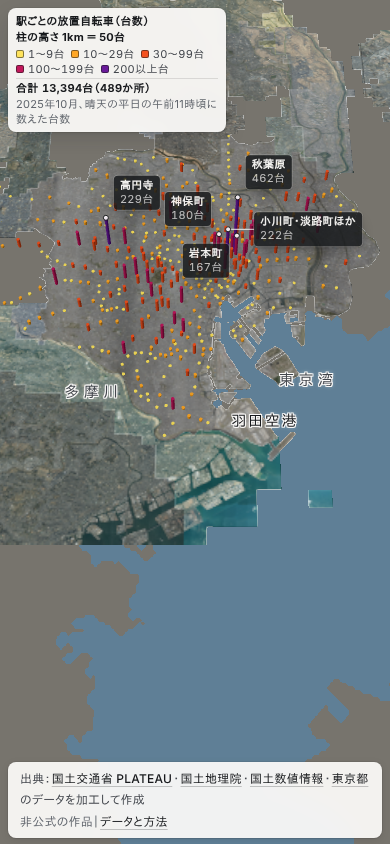 駅ごとの放置自転車(台数)
柱の高さ 1km = 50台
1〜9台 10〜29台 30〜99台
100〜199台 200以上台
合計 13,394台(489か所)
2025年10月、晴天の平日の午前11時頃に
数えた台数
秋葉原
462台
高円寺
229台
神保町
180台
小川町・淡路町ほか
222台
岩本町
167台
多摩川
東京湾
羽田空港
出典：国土交通省 PLATEAU・国土地理院・国土数値情報・東京都
のデータを加工して作成
非公式の作品|データと方法